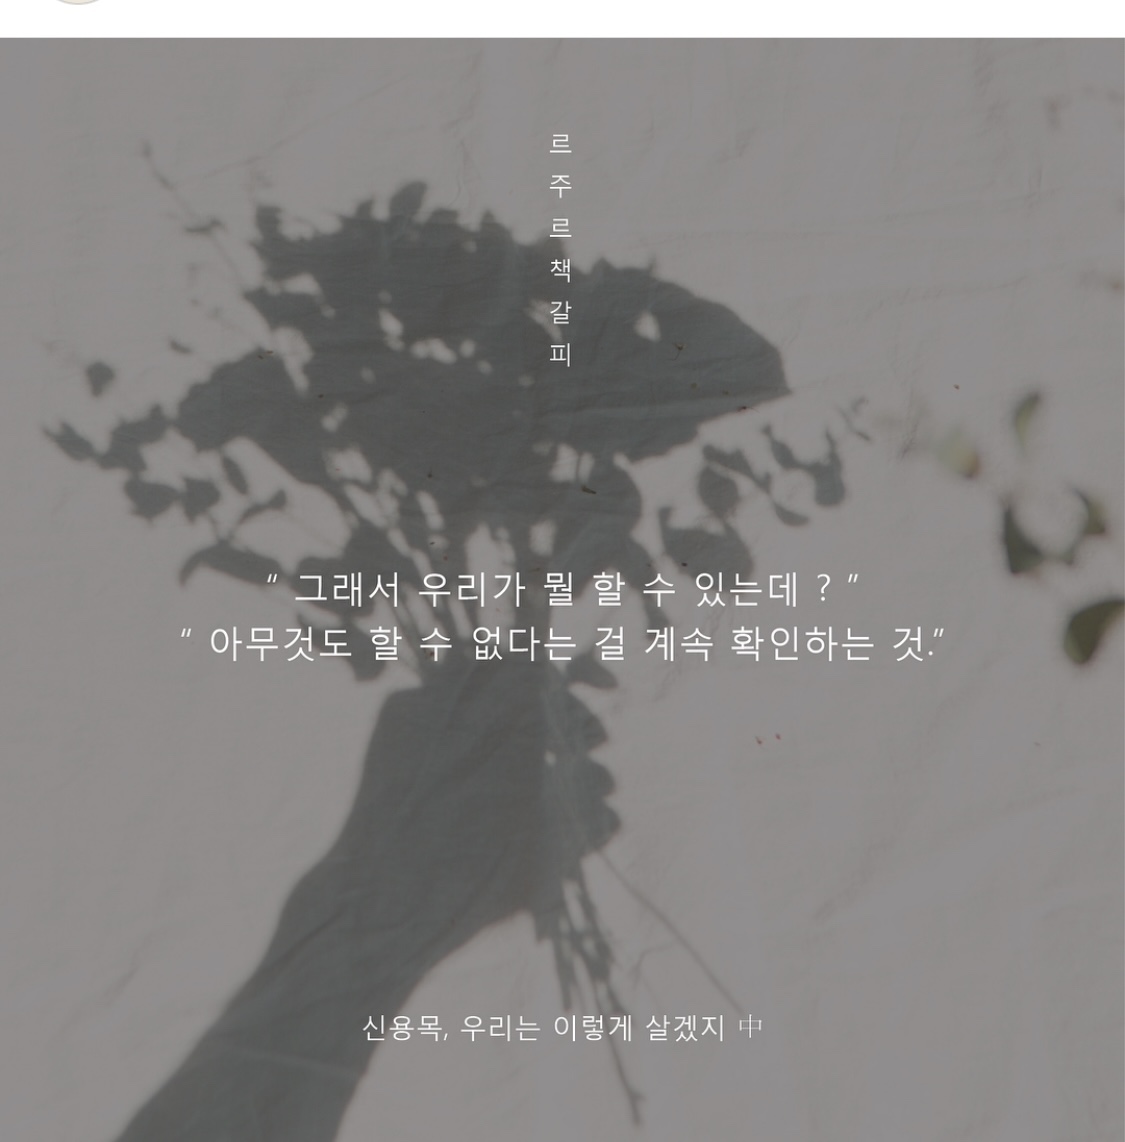 르주르책갈피
“ 그래서 우리가 뭘 할 수 있는데 ? ”
“ 아무것도 할 수 없다는 걸 계속 확인하는 것.”
신용목, 우리는 이렇게 살겠지 中